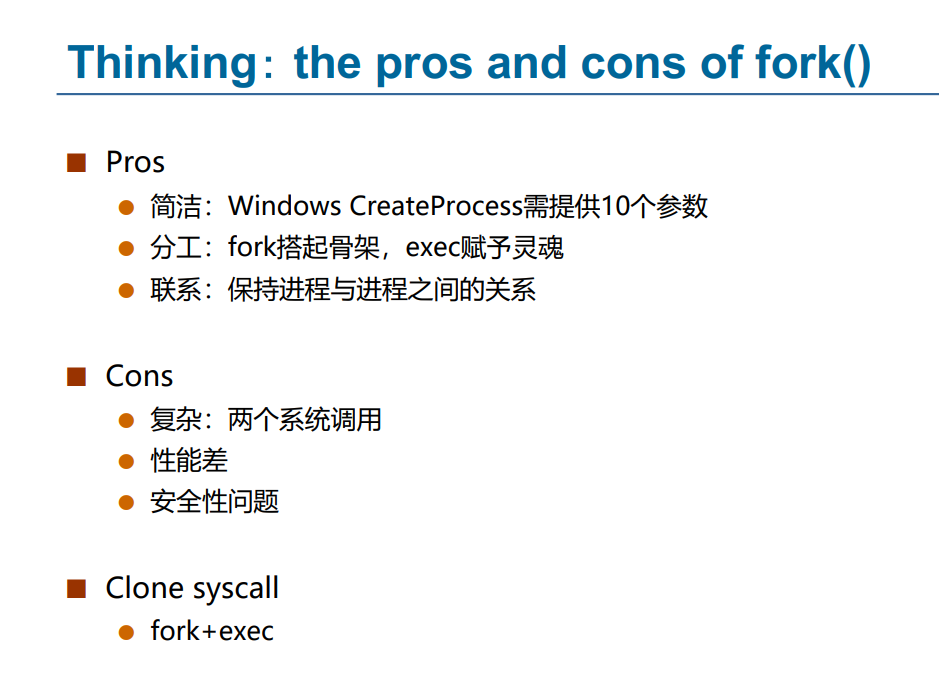 Thinking：the pros and cons of fork()
Pros
简洁：Windows CreateProcess需提供10个参数
分工：fork搭起骨架，exec赋予灵魂
联系：保持进程与进程之间的关系
Cons
复杂：两个系统调用
性能差
安全性问题
Clone syscall
fork+exec